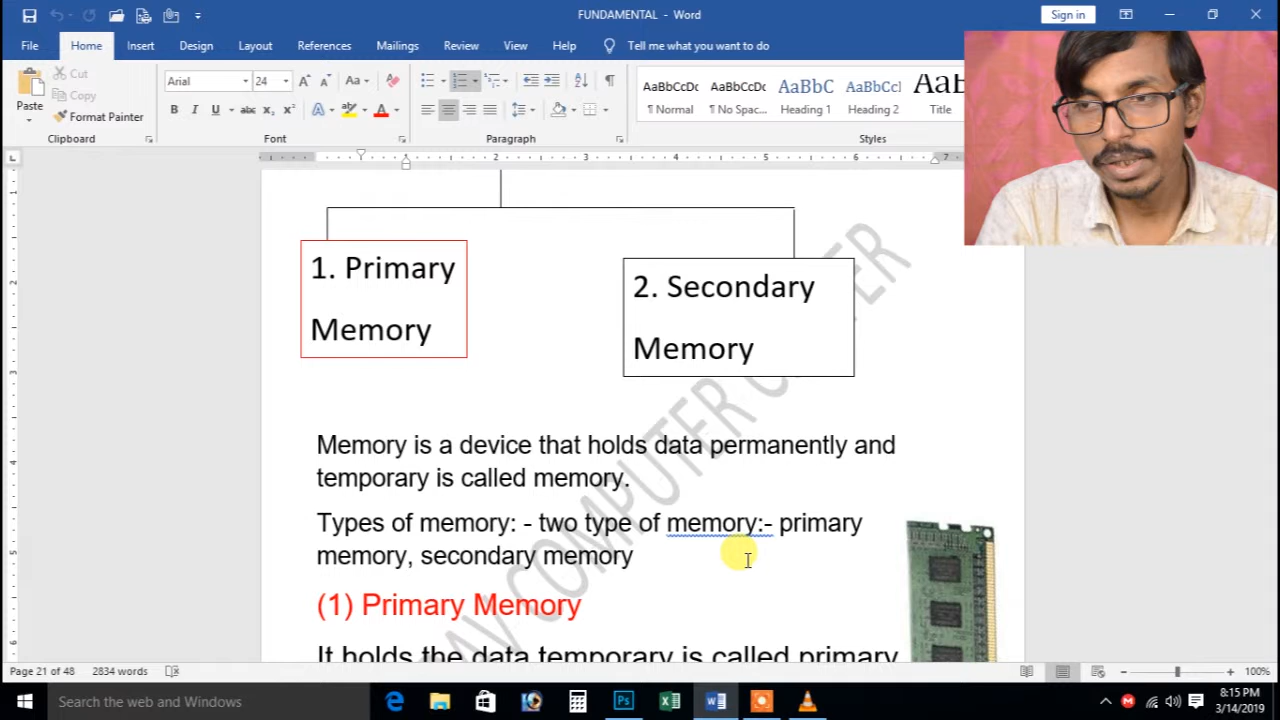 FUNDAMENTAL - Word
Sign in
File Home Insert Design Layout References Mailings Review View Help Tell me what you want to do
Paste
Cut
Copy
Format Painter
Clipboard
Arial 24
Font
Paragraph
AaBbCcDc AaBbCcDc AaBbC AaBbCcl AaB
¶ Normal ¶ No Spac... Heading 1 Heading 2 Title
Styles
1. Primary
Memory
2. Secondary
Memory
Memory is a device that holds data permanently and
temporary is called memory.
Types of memory: - two type of memory:- primary
memory, secondary memory
(1) Primary Memory
It holds the data temporary is called primary
Page 21 of 48 2834 words
100%
Search the web and Windows
8:15 PM
3/14/2019